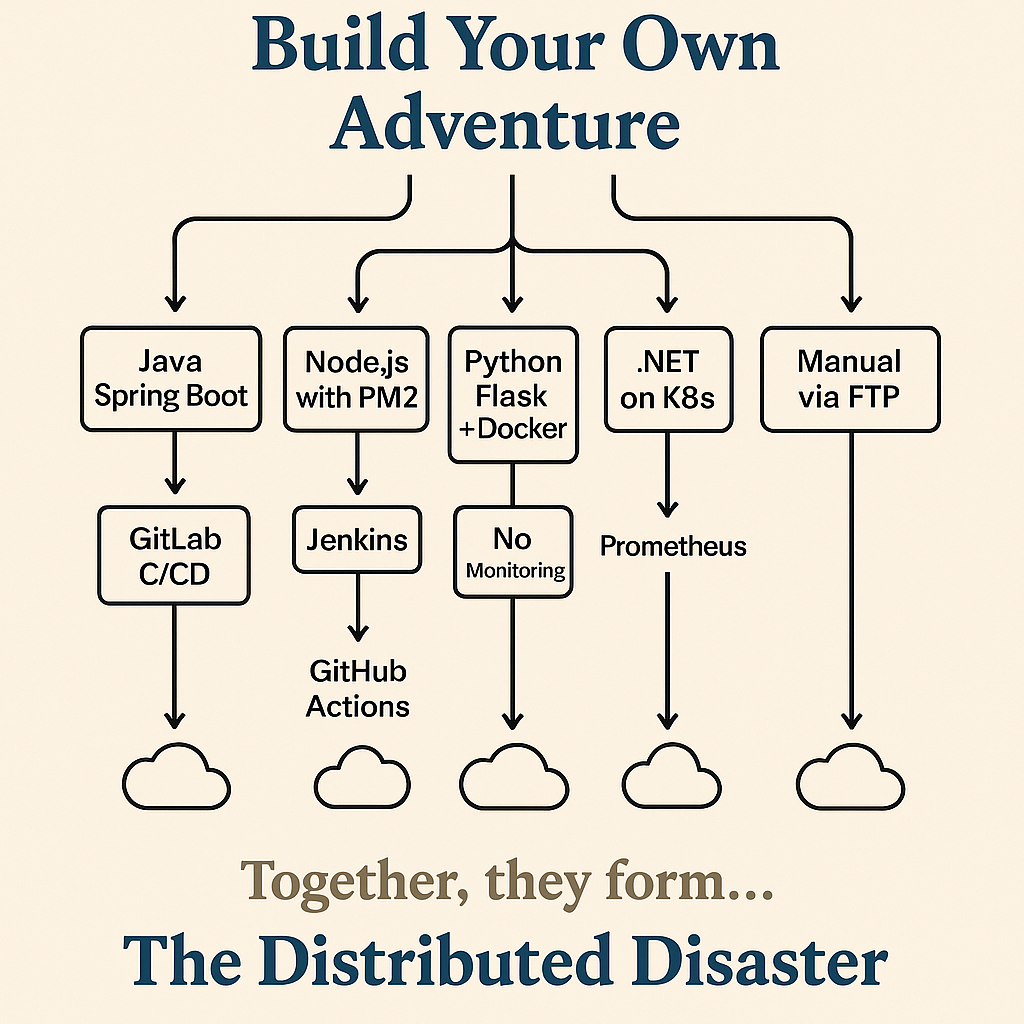 Build Your Own
Adventure
Java
Spring Boot
Node,js
with PM2
Python
Flask
+Docker
.NET
on K8s
Manual
via FTP
GitLab
C/CD
Jenkins
No
Monitoring
Prometheus
GitHub
Actions
Together, they form...
The Distributed Disaster